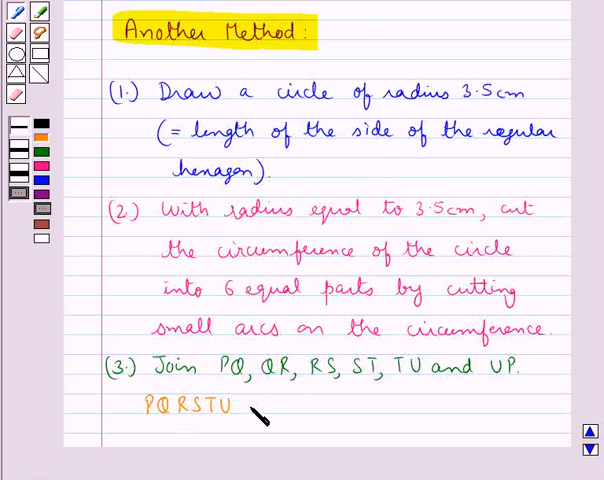 Another Method:
(1.) Draw a circle of radius 3.5cm
(= length of the side of the regular
hexagon).
(2.) With radius equal to 3.5cm, cut
the circumference of the circle
into 6 equal parts by cutting
small arcs on the circumference.
(3.) Join PQ, QR, RS, ST, TU and UP.
PQRSTU